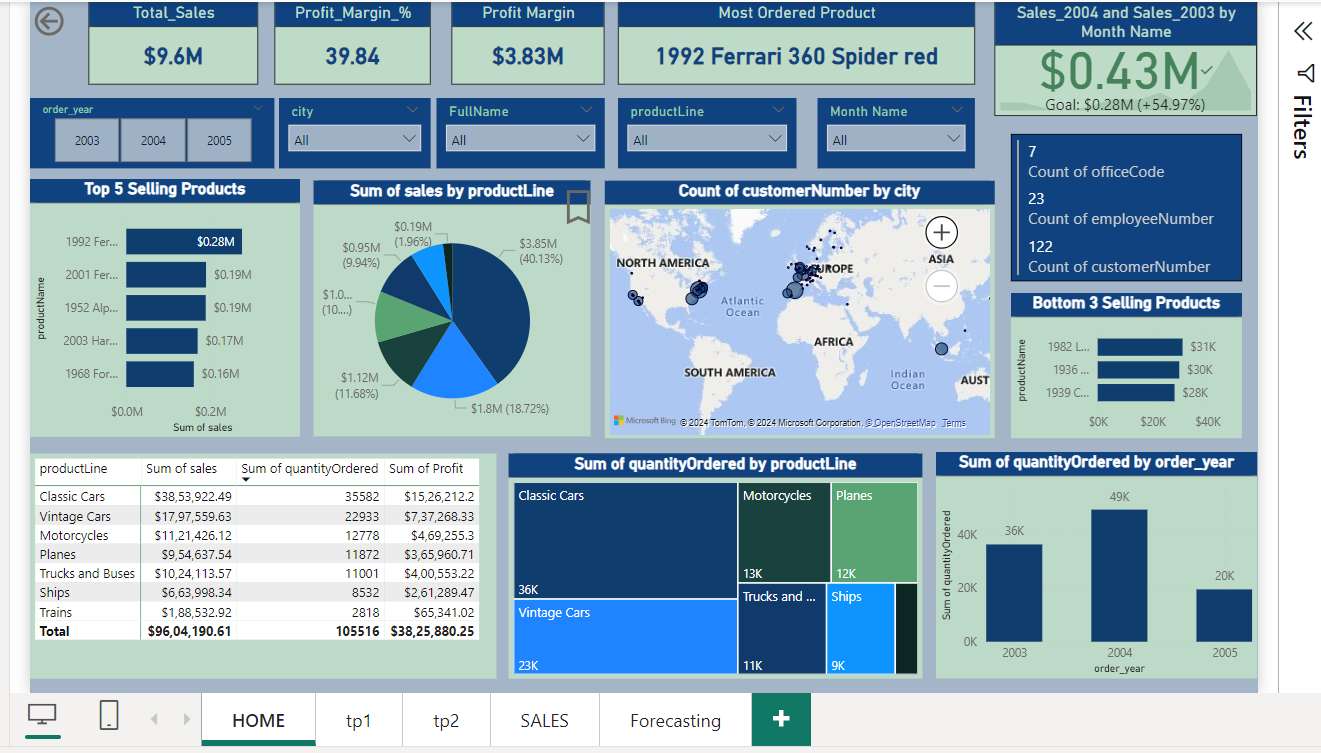 Total_Sales
$9.6M
Profit_Margin_%
39.84
Profit Margin
$3.83M
Most Ordered Product
1992 Ferrari 360 Spider red
Sales_2004 and Sales_2003 by
Month Name
$0.43M
Goal: $0.28M (+54.97%)
Filters
order_year
2003 2004 2005
city
All
FullName
All
productLine
All
Month Name
All
7
Count of officeCode
23
Count of employeeNumber
122
Count of customerNumber
Top 5 Selling Products
productName
1992 Fer... $0.28M
2001 Fer... $0.19M
1952 Alp... $0.19M
2003 Har... $0.17M
1968 For... $0.16M
$0.0M $0.2M
Sum of sales
Sum of sales by productLine
$0.19M
(1.96%)
$3.85M
(40.13%)
$0.95M
(9.94%)
$1.0...
(10....)
$1.12M
(11.68%)
$1.8M (18.72%)
Count of customerNumber by city
NORTH AMERICA
EUROPE
ASIA
Atlantic
Ocean
AFRICA
SOUTH AMERICA
Indian
Ocean
AUST
Microsoft Bing
© 2024 TomTom, © 2024 Microsoft Corporation, © OpenStreetMap Terms
Bottom 3 Selling Products
productName
1982 L... $31K
1936 ... $30K
1939 C... $28K
$0K $20K $40K
productLine Sum of sales Sum of quantityOrdered Sum of Profit
Classic Cars $38,53,922.49 35582 $15,26,212.2
Vintage Cars $17,97,559.63 22933 $7,37,268.33
Motorcycles $11,21,426.12 12778 $4,69,255.3
Planes $9,54,637.54 11872 $3,65,960.71
Trucks and Buses $10,24,113.57 11001 $4,00,553.22
Ships $6,63,998.34 8532 $2,61,289.47
Trains $1,88,532.92 2818 $65,341.02
Total $96,04,190.61 105516 $38,25,880.25
Sum of quantityOrdered by productLine
Classic Cars
36K
Vintage Cars
23K
Motorcycles
13K
Planes
12K
Trucks and ...
11K
Ships
9K
Sum of quantityOrdered by order_year
Sum of quantityOrdered
40K
20K
0K
36K
49K
20K
2003 2004 2005
order_year
HOME tp1 tp2 SALES Forecasting